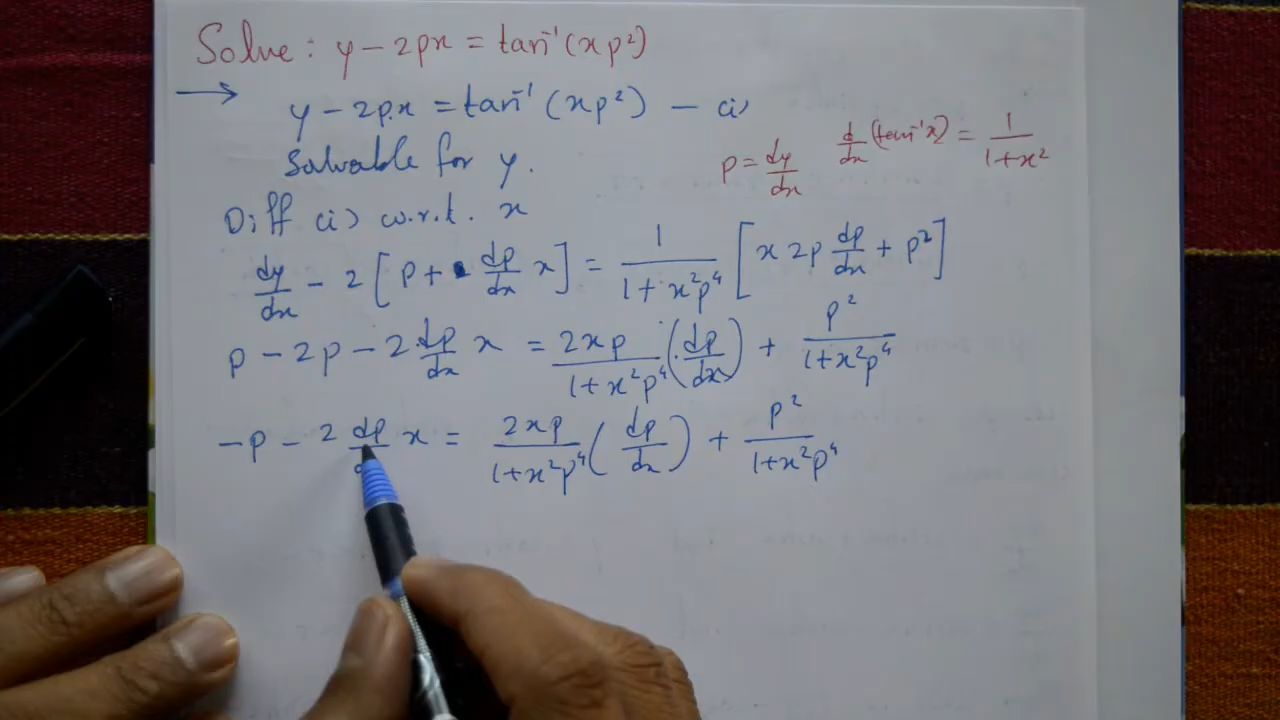 Solve: y - 2px = tan⁻¹(xp²)
→ y - 2px = tan⁻¹(xp²) - (i)
Solvable for y.
p = dy/dx d/dx (tan⁻¹x) = 1/(1+x²)
Diff (i) w.r.t. x
dy/dx - 2[p + dp/dx x] = 1/(1+x²p⁴) [x 2p dp/dx + p²]
p - 2p - 2 dp/dx x = 2xp/(1+x²p⁴) (dp/dx) + p²/(1+x²p⁴)
-p - 2 dp/dx x = 2xp/(1+x²p⁴) (dp/dx) + p²/(1+x²p⁴)